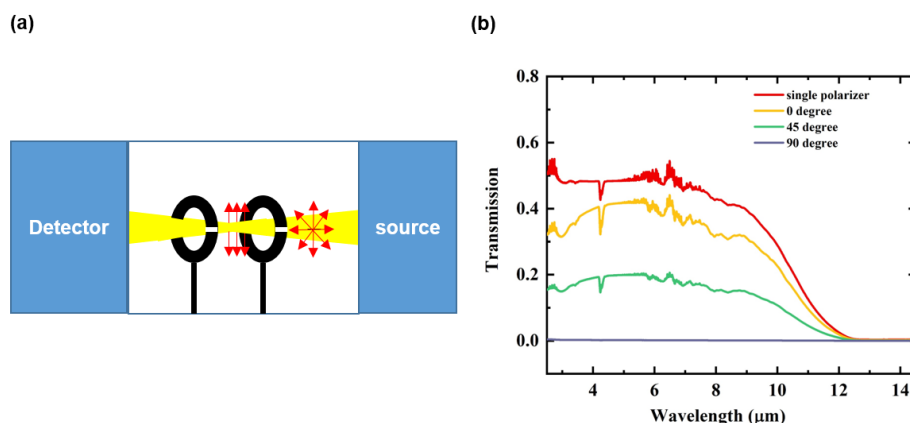 (a)
Detector
source
(b)
0.8
0.6
0.4
0.2
0.0
Transmission
single polarizer
0 degree
45 degree
90 degree
4 6 8 10 12 14
Wavelength (μm)